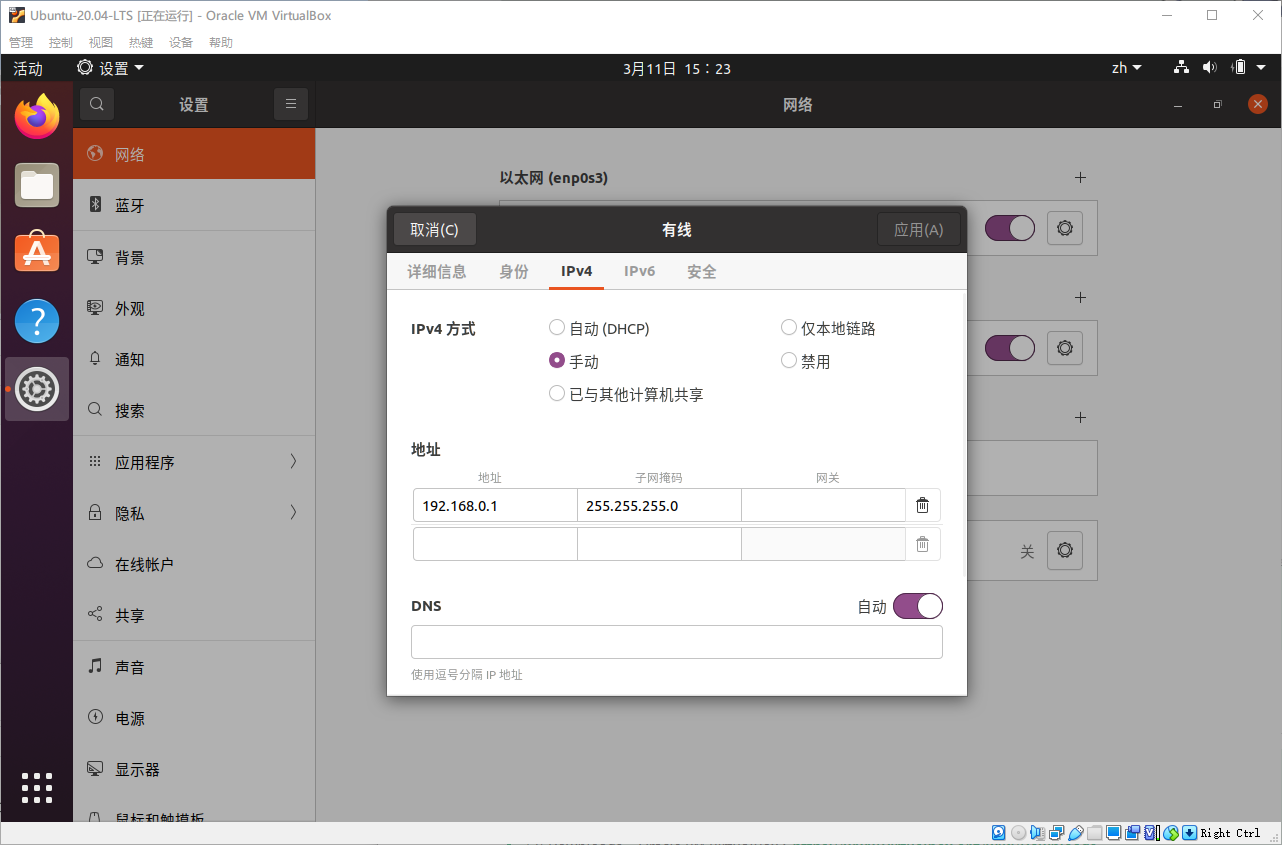 Ubuntu-20.04-LTS [正在运行] - Oracle VM VirtualBox
管理 控制 视图 热键 设备 帮助
活动 设置 3月11日 15：23 zh
设置 网络
网络
蓝牙
背景
外观
通知
搜索
应用程序
隐私
在线帐户
共享
声音
电源
显示器
鼠标和触摸板
以太网 (enp0s3)
关
取消(C) 有线 应用(A)
详细信息 身份 IPv4 IPv6 安全
IPv4 方式 自动 (DHCP) 仅本地链路
手动 禁用
已与其他计算机共享
地址
地址 子网掩码 网关
192.168.0.1 255.255.255.0
DNS 自动
使用逗号分隔 IP 地址
Right Ctrl